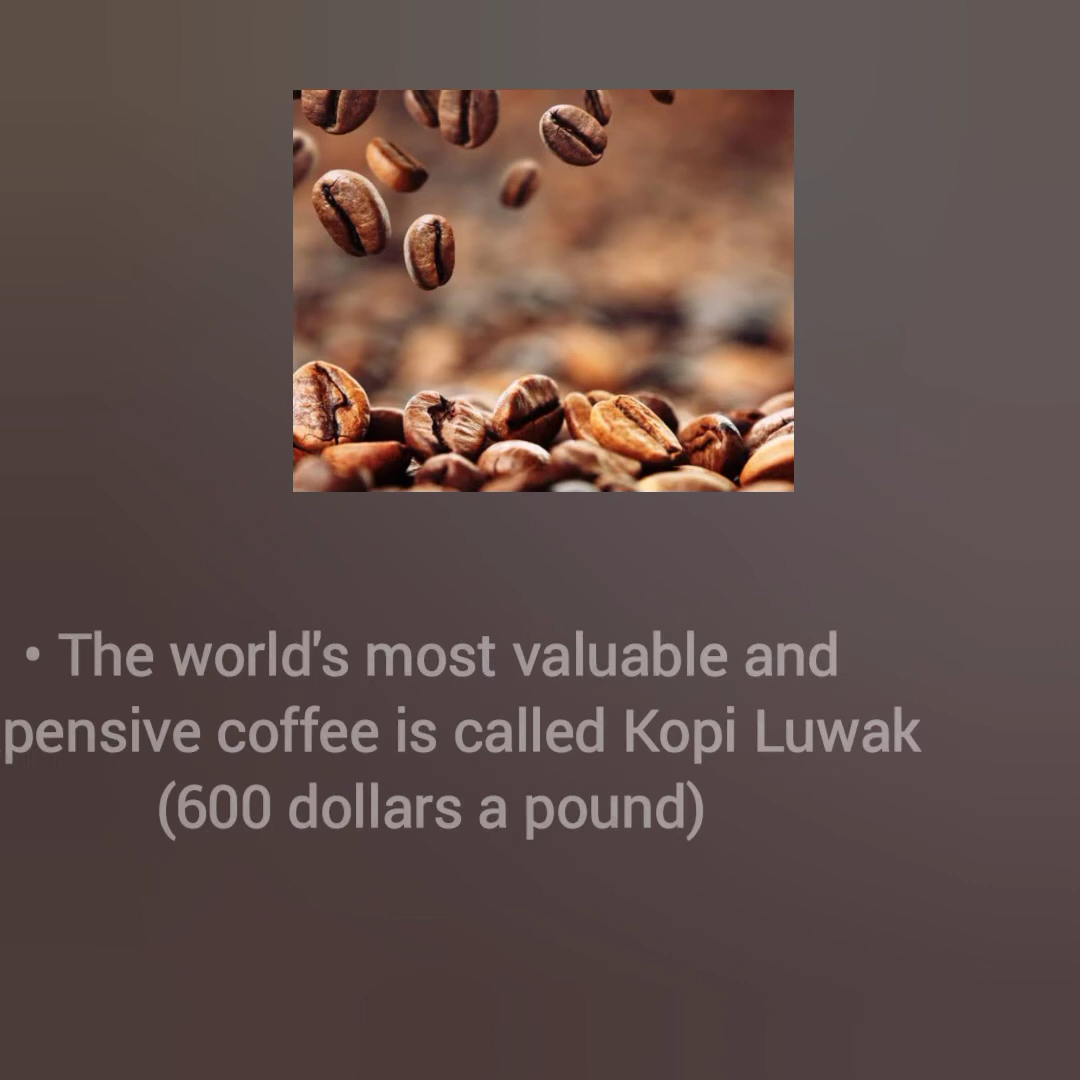 • The world's most valuable and
pensive coffee is called Kopi Luwak
(600 dollars a pound)